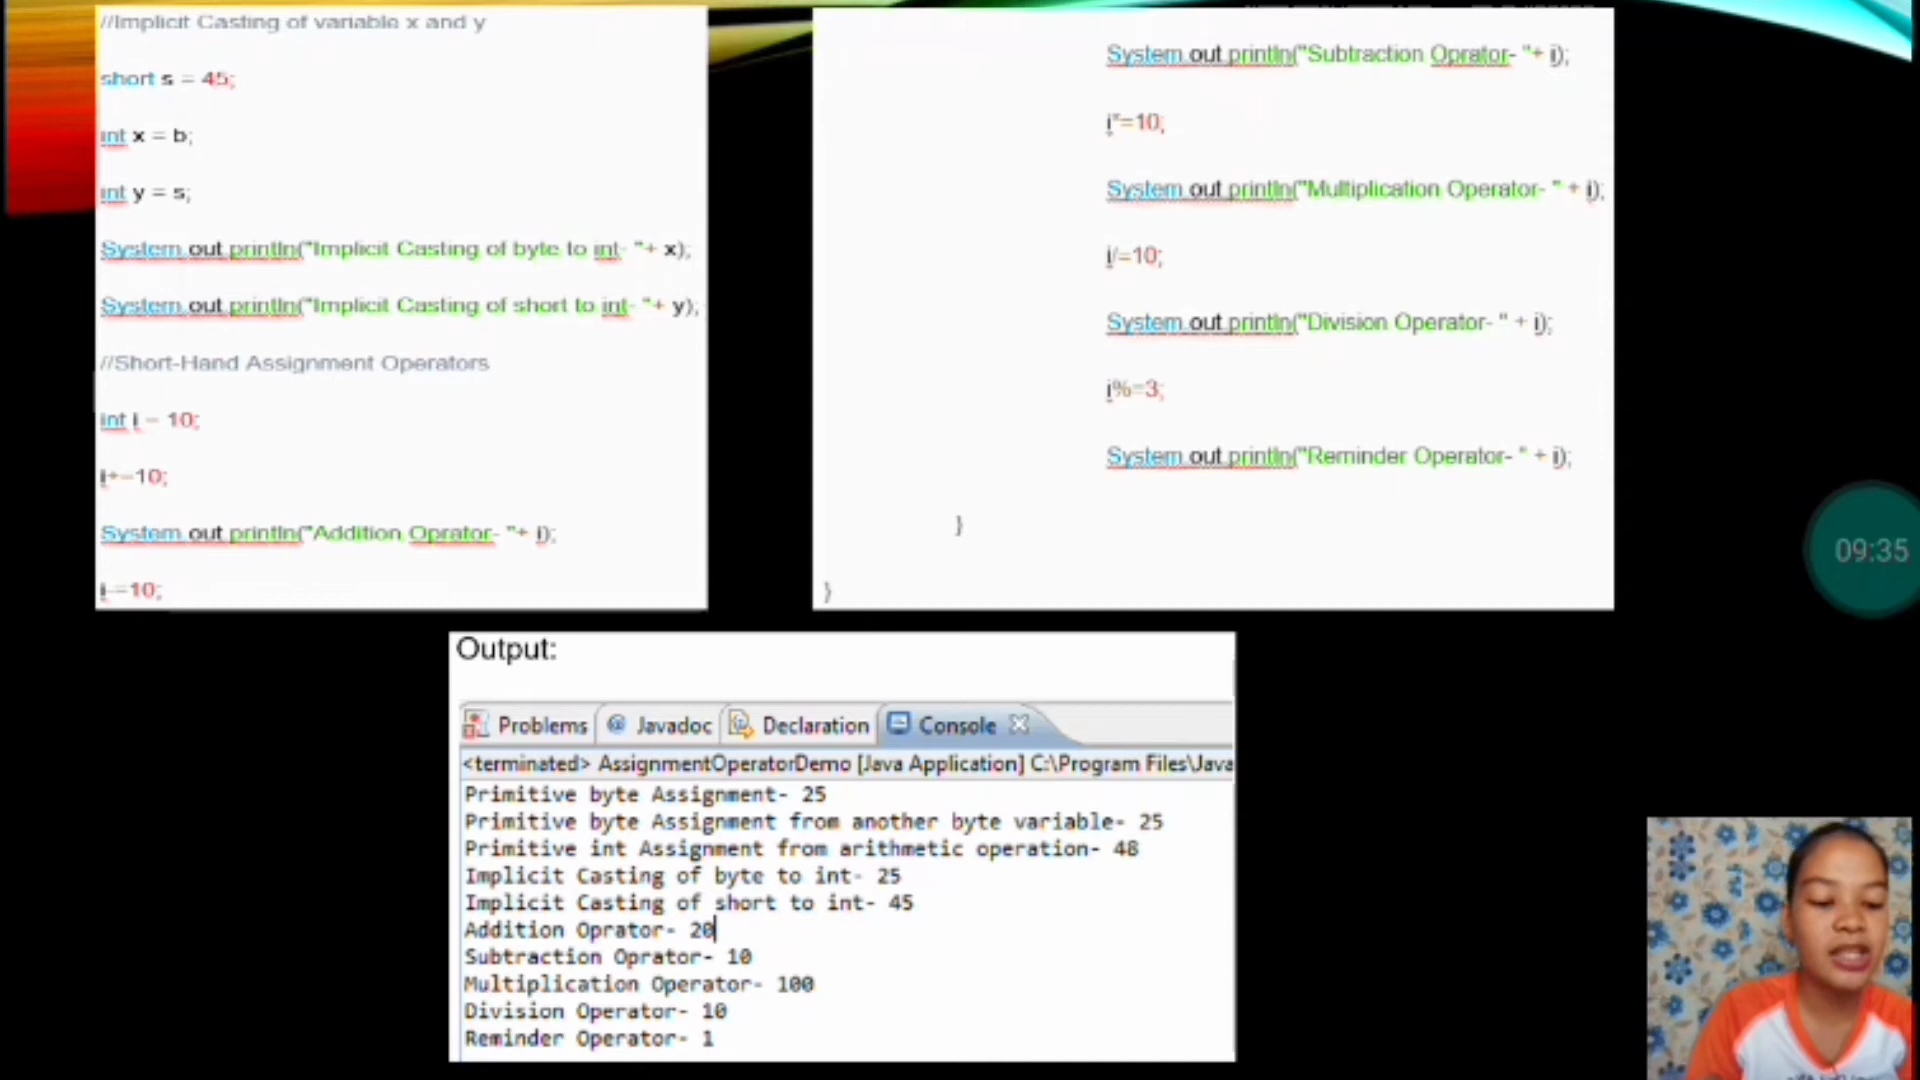 //Implicit Casting of variable x and y
short s = 45;
int x = b;
int y = s;
System.out.println("Implicit Casting of byte to int- "+ x);
System.out.println("Implicit Casting of short to int- "+ y);
//Short-Hand Assignment Operators
int i = 10;
i+=10;
System.out.println("Addition Oprator- "+ i);
i-=10;
System.out.println("Subtraction Oprator- "+ i);
i*=10;
System.out.println("Multiplication Operator- " + i);
i/=10;
System.out.println("Division Operator- " + i);
i%=3;
System.out.println("Reminder Operator- " + i);
}
}
09:35
Output:
Problems @ Javadoc Declaration Console
<terminated> AssignmentOperatorDemo [Java Application] C:\Program Files\Java
Primitive byte Assignment- 25
Primitive byte Assignment from another byte variable- 25
Primitive int Assignment from arithmetic operation- 48
Implicit Casting of byte to int- 25
Implicit Casting of short to int- 45
Addition Oprator- 20
Subtraction Oprator- 10
Multiplication Operator- 100
Division Operator- 10
Reminder Operator- 1